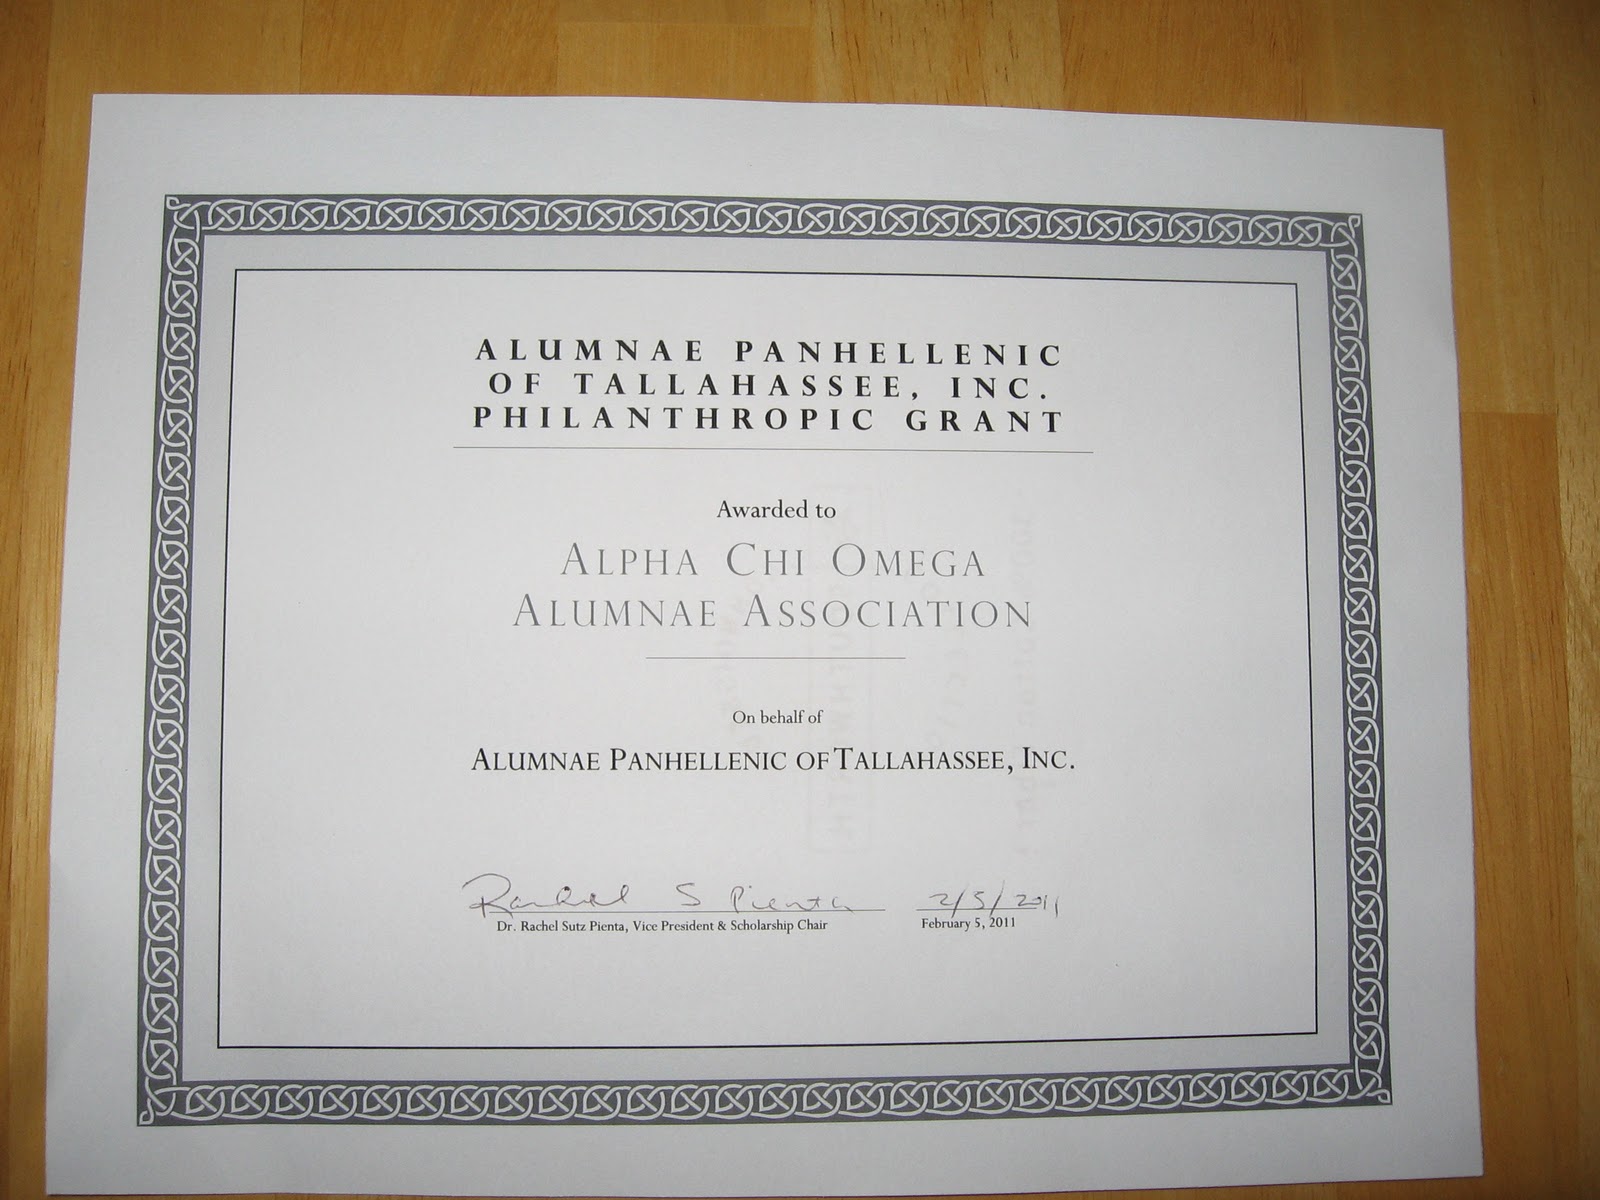 ALUMNAE PANHELLENIC
OF TALLAHASSEE, INC.
PHILANTHROPIC GRANT
Awarded to
ALPHA CHI OMEGA
ALUMNAE ASSOCIATION
On behalf of
ALUMNAE PANHELLENIC OF TALLAHASSEE, INC.
Rachel S Pienta 2/5/2011
Dr. Rachel Sutz Pienta, Vice President & Scholarship Chair February 5, 2011